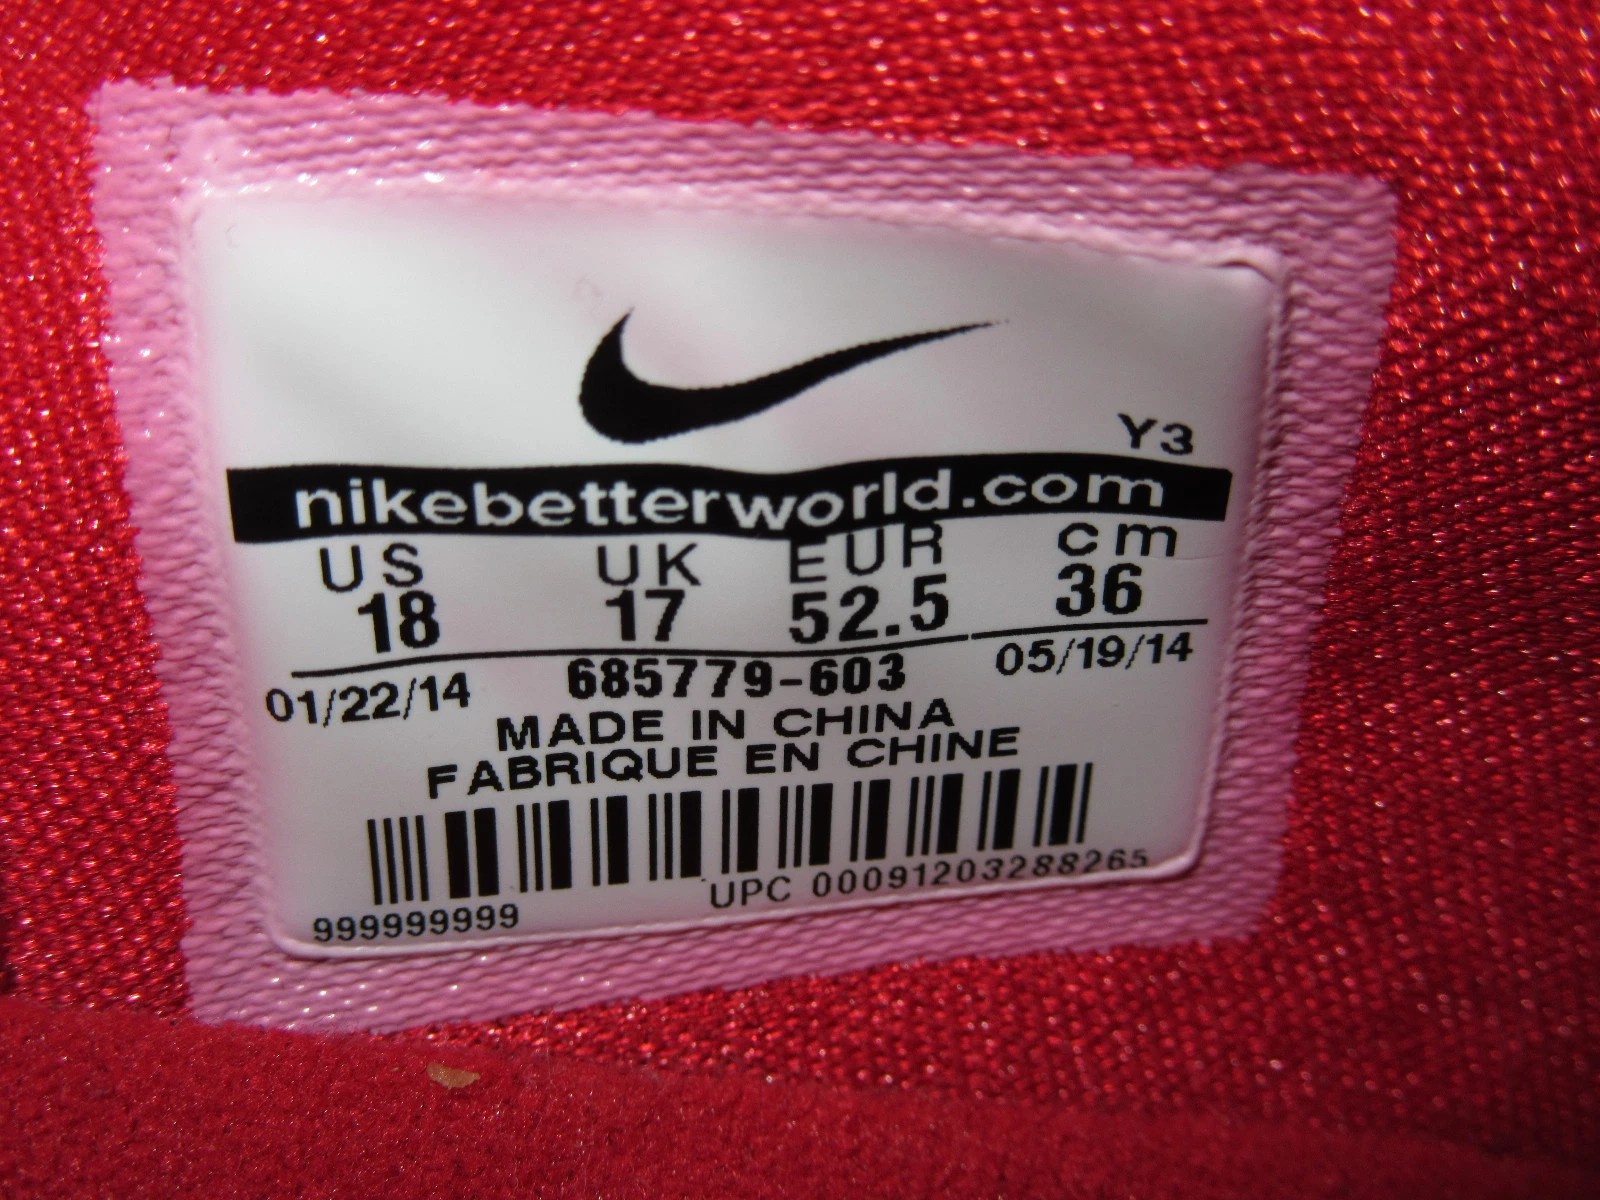 Y3
nikebetterworld.com
US UK EUR cm
18 17 52.5 36
01/22/14 685779-603 05/19/14
MADE IN CHINA
FABRIQUE EN CHINE
UPC 00091203288265
999999999